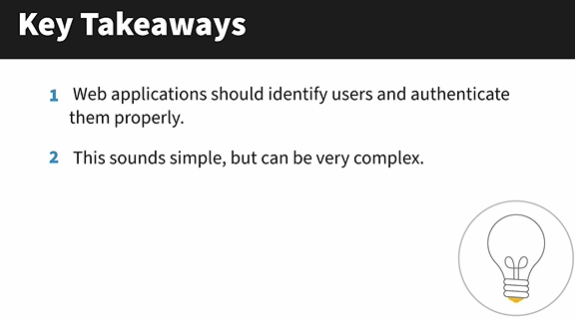 Key Takeaways
1 Web applications should identify users and authenticate
them properly.
2 This sounds simple, but can be very complex.